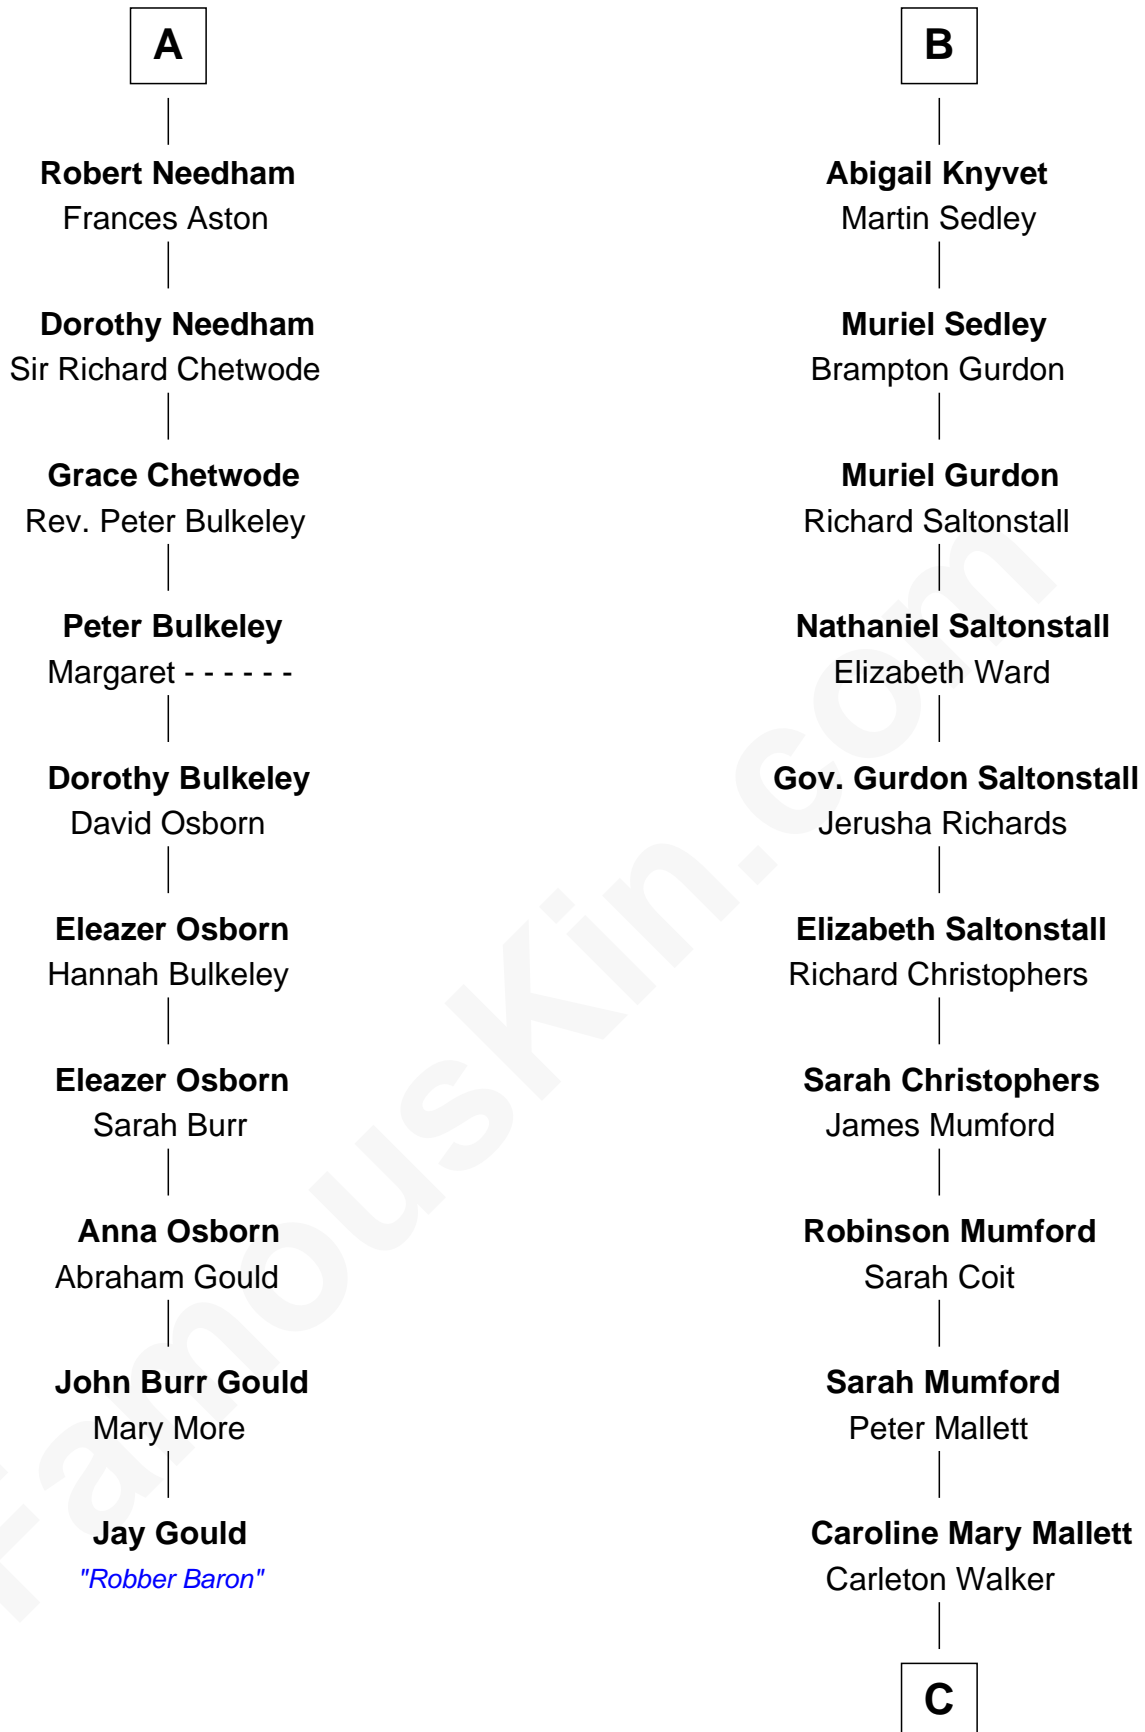 A
Robert Needham
Frances Aston
Dorothy Needham
Sir Richard Chetwode
Grace Chetwode
Rev. Peter Bulkeley
Peter Bulkeley
Margaret - - - - - -
Dorothy Bulkeley
David Osborn
Eleazer Osborn
Hannah Bulkeley
Eleazer Osborn
Sarah Burr
Anna Osborn
Abraham Gould
John Burr Gould
Mary More
Jay Gould
"Robber Baron"
B
Abigail Knyvet
Martin Sedley
Muriel Sedley
Brampton Gurdon
Muriel Gurdon
Richard Saltonstall
Nathaniel Saltonstall
Elizabeth Ward
Gov. Gurdon Saltonstall
Jerusha Richards
Elizabeth Saltonstall
Richard Christophers
Sarah Christophers
James Mumford
Robinson Mumford
Sarah Coit
Sarah Mumford
Peter Mallett
Caroline Mary Mallett
Carleton Walker
C
FamousKin.com